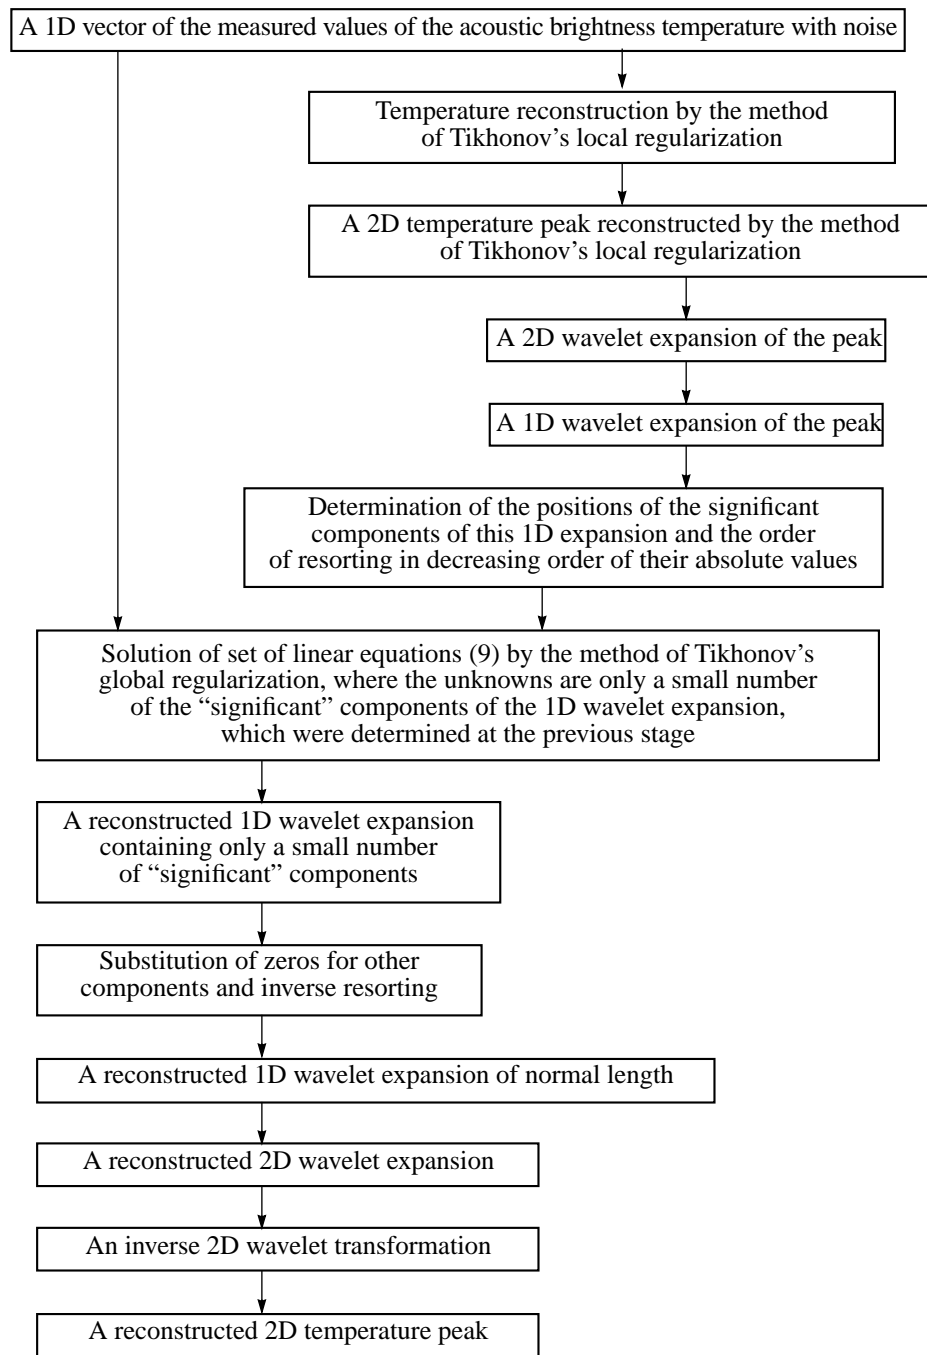 A 1D vector of the measured values of the acoustic brightness temperature with noise
Temperature reconstruction by the method
of Tikhonov’s local regularization
A 2D temperature peak reconstructed by the method
of Tikhonov’s local regularization
A 2D wavelet expansion of the peak
A 1D wavelet expansion of the peak
Determination of the positions of the significant
components of this 1D expansion and the order
of resorting in decreasing order of their absolute values
Solution of set of linear equations (9) by the method of Tikhonov’s
global regularization, where the unknowns are only a small number
of the “significant” components of the 1D wavelet expansion,
which were determined at the previous stage
A reconstructed 1D wavelet expansion
containing only a small number
of “significant” components
Substitution of zeros for other
components and inverse resorting
A reconstructed 1D wavelet expansion of normal length
A reconstructed 2D wavelet expansion
An inverse 2D wavelet transformation
A reconstructed 2D temperature peak